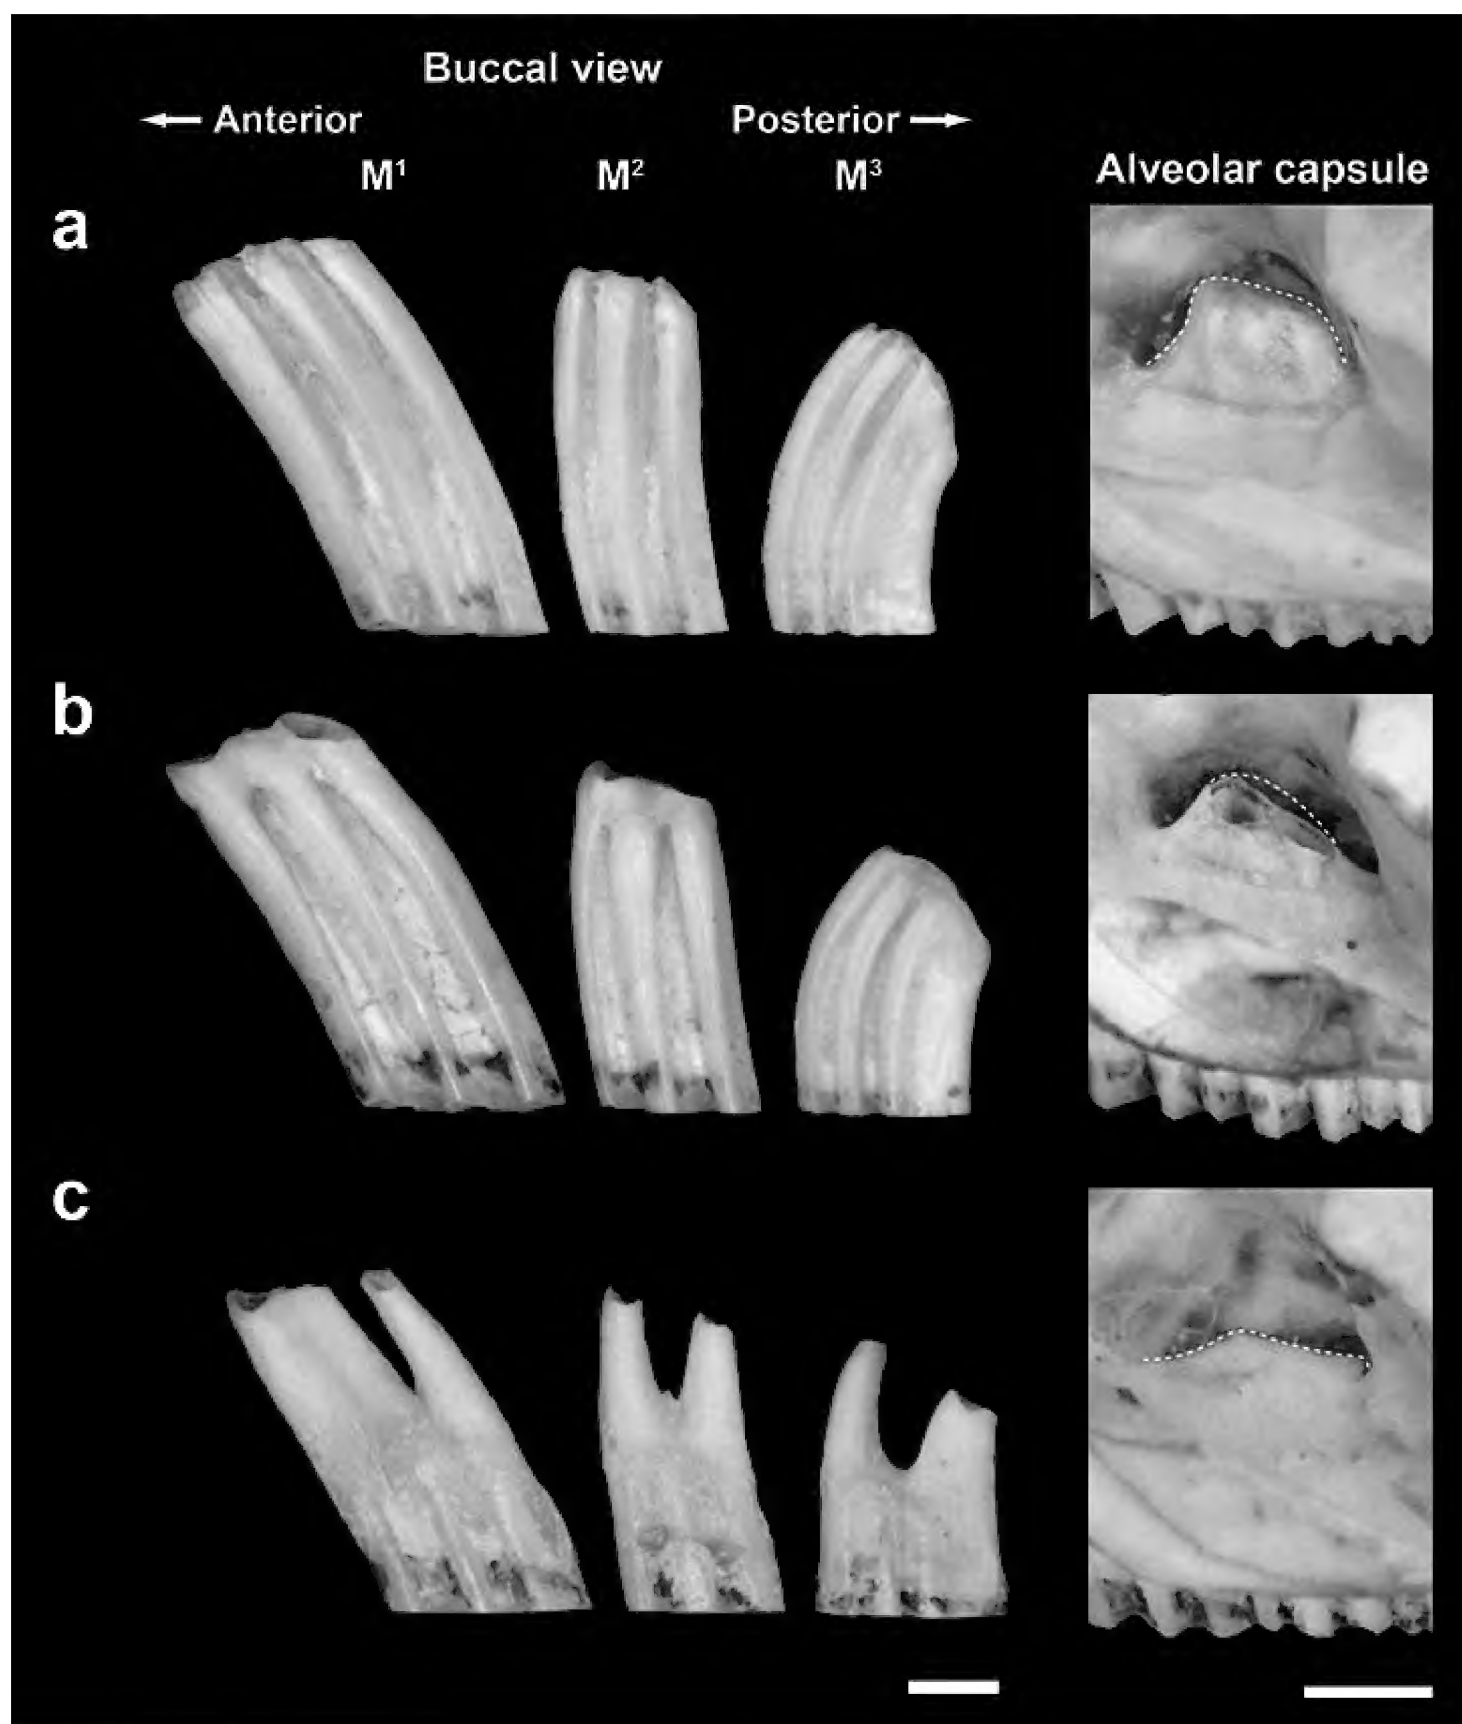 Buccal view
← Anterior Posterior →
M¹ M² M³ Alveolar capsule
a
b
c